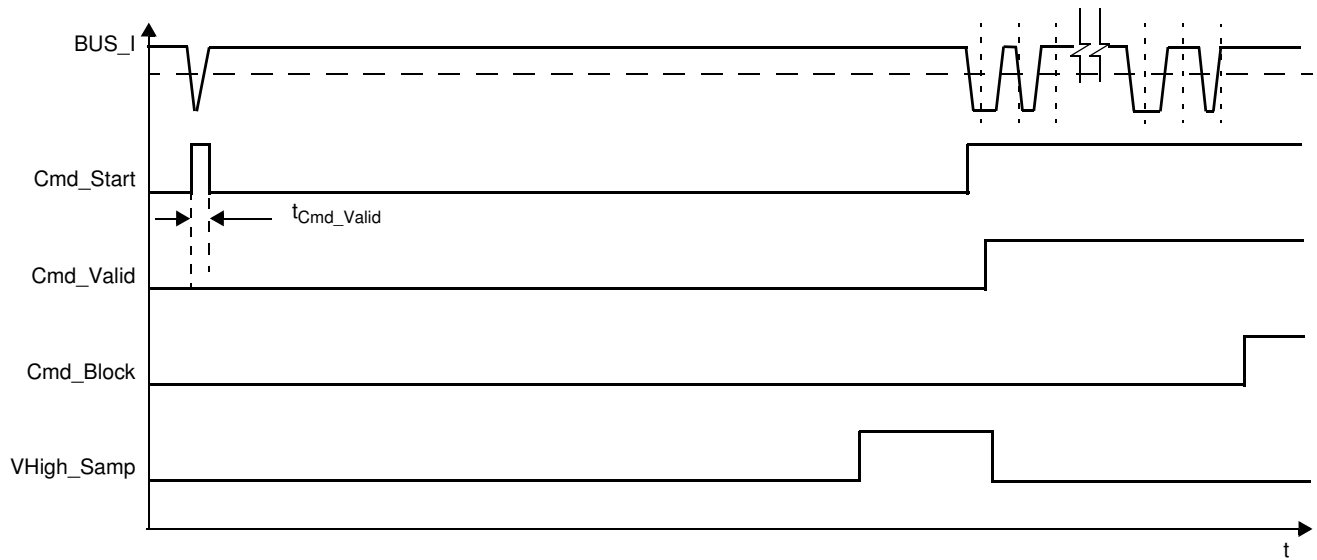 BUS_I
Cmd_Start
tCmd_Valid
Cmd_Valid
Cmd_Block
VHigh_Samp
t